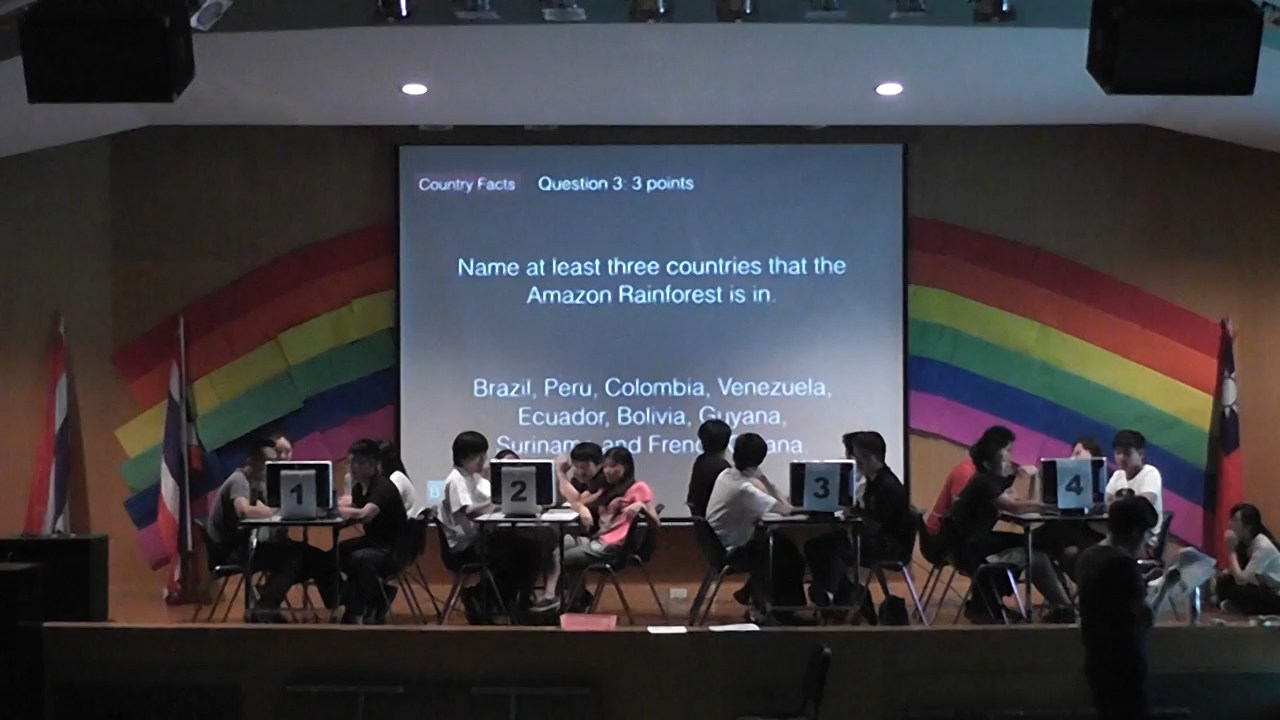 Country Facts Question 3: 3 points
Name at least three countries that the
Amazon Rainforest is in.
Brazil, Peru, Colombia, Venezuela,
Ecuador, Bolivia, Guyana,
and
1 2 3 4